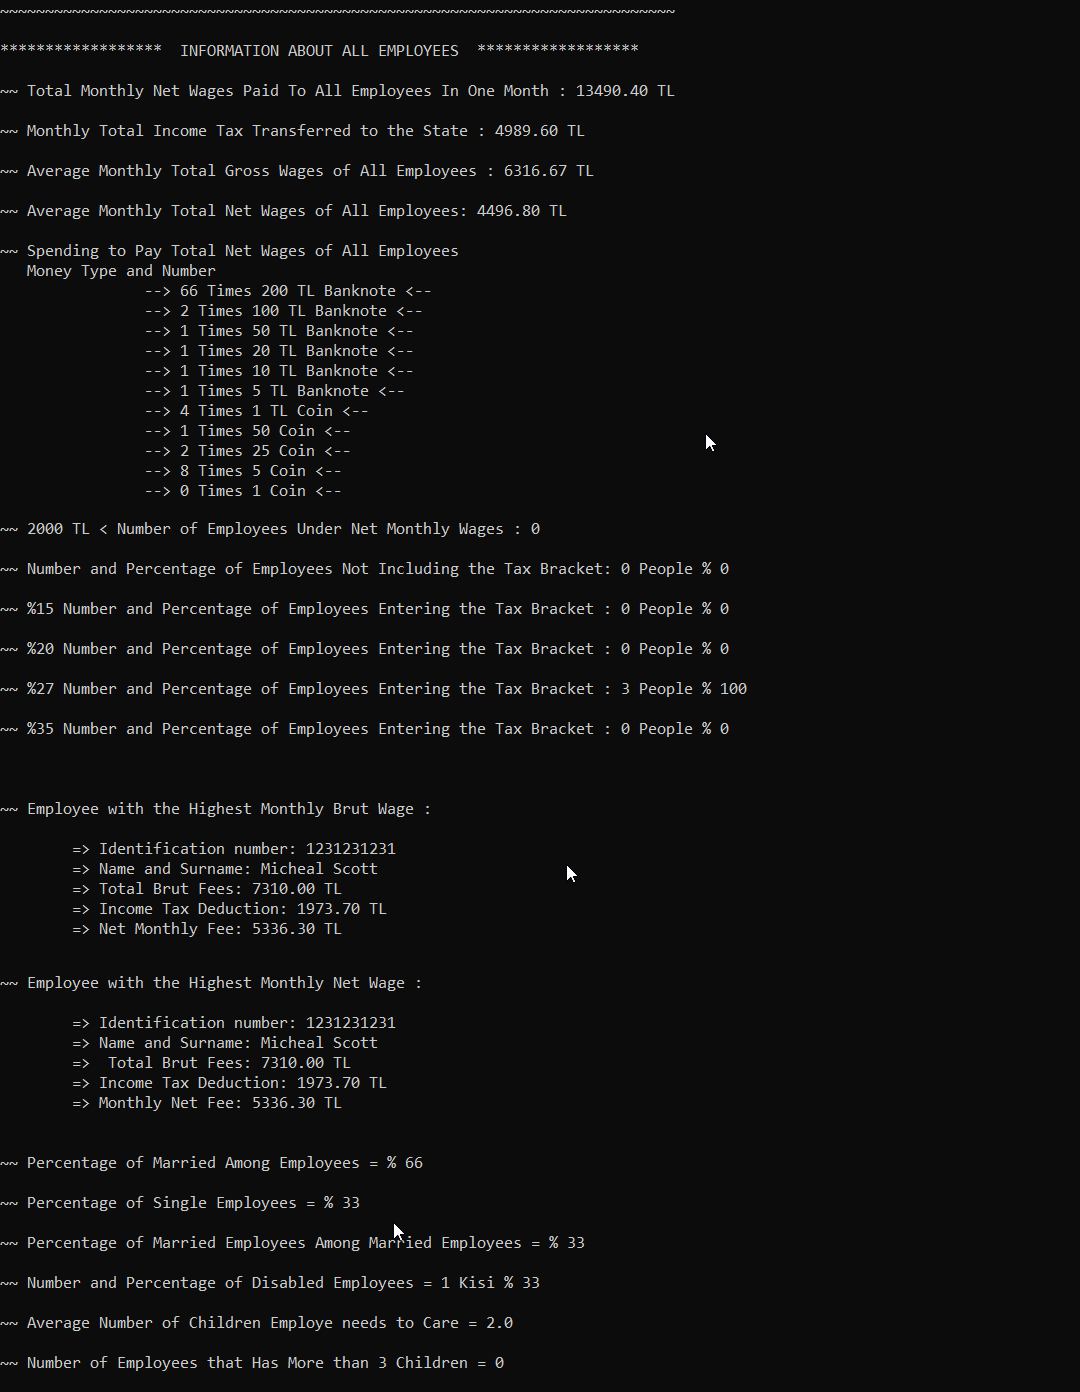 ~~~~~~~~~~~~~~~~~~~~~~~~~~~~~~~~~~~~~~~~~~~~~~~~~~~~~~~~~~~~~~~~~~~~~~~~~~~
****************** INFORMATION ABOUT ALL EMPLOYEES ******************
~~ Total Monthly Net Wages Paid To All Employees In One Month : 13490.40 TL
~~ Monthly Total Income Tax Transferred to the State : 4989.60 TL
~~ Average Monthly Total Gross Wages of All Employees : 6316.67 TL
~~ Average Monthly Total Net Wages of All Employees: 4496.80 TL
~~ Spending to Pay Total Net Wages of All Employees
Money Type and Number
--> 66 Times 200 TL Banknote <--
--> 2 Times 100 TL Banknote <--
--> 1 Times 50 TL Banknote <--
--> 1 Times 20 TL Banknote <--
--> 1 Times 10 TL Banknote <--
--> 1 Times 5 TL Banknote <--
--> 4 Times 1 TL Coin <--
--> 1 Times 50 Coin <--
--> 2 Times 25 Coin <--
--> 8 Times 5 Coin <--
--> 0 Times 1 Coin <--
~~ 2000 TL < Number of Employees Under Net Monthly Wages : 0
~~ Number and Percentage of Employees Not Including the Tax Bracket: 0 People % 0
~~ %15 Number and Percentage of Employees Entering the Tax Bracket : 0 People % 0
~~ %20 Number and Percentage of Employees Entering the Tax Bracket : 0 People % 0
~~ %27 Number and Percentage of Employees Entering the Tax Bracket : 3 People % 100
~~ %35 Number and Percentage of Employees Entering the Tax Bracket : 0 People % 0
~~ Employee with the Highest Monthly Brut Wage :
=> Identification number: 1231231231
=> Name and Surname: Micheal Scott
=> Total Brut Fees: 7310.00 TL
=> Income Tax Deduction: 1973.70 TL
=> Net Monthly Fee: 5336.30 TL
~~ Employee with the Highest Monthly Net Wage :
=> Identification number: 1231231231
=> Name and Surname: Micheal Scott
=>  Total Brut Fees: 7310.00 TL
=> Income Tax Deduction: 1973.70 TL
=> Monthly Net Fee: 5336.30 TL
~~ Percentage of Married Among Employees = % 66
~~ Percentage of Single Employees = % 33
~~ Percentage of Married Employees Among Married Employees = % 33
~~ Number and Percentage of Disabled Employees = 1 Kisi % 33
~~ Average Number of Children Employe needs to Care = 2.0
~~ Number of Employees that Has More than 3 Children = 0